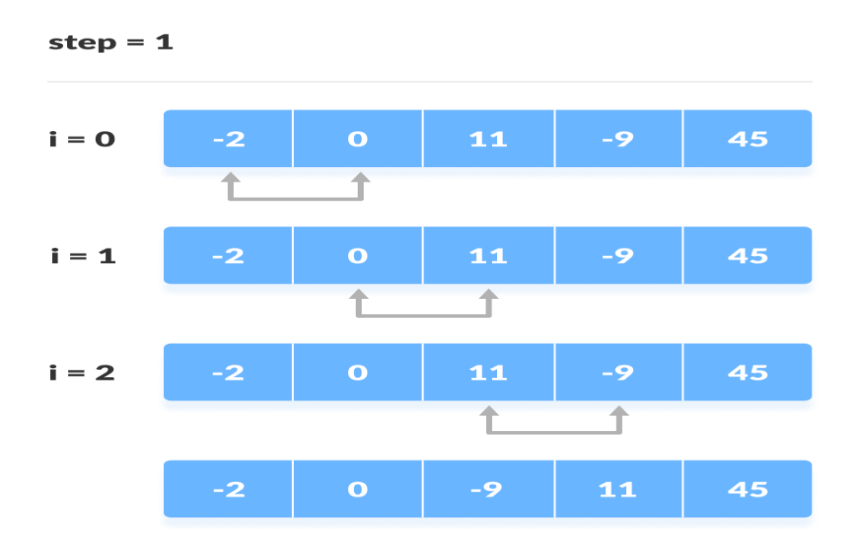 step = 1
i = 0 -2 0 11 -9 45
i = 1 -2 0 11 -9 45
i = 2 -2 0 11 -9 45
-2 0 -9 11 45